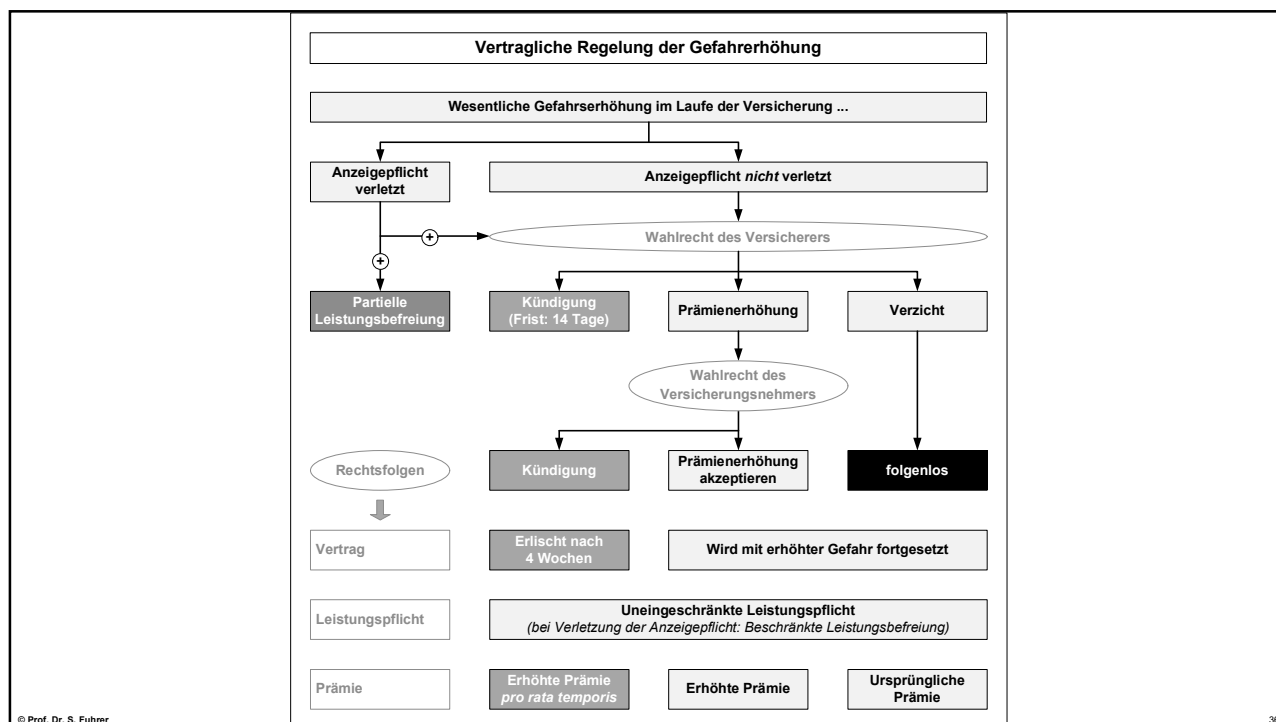 Vertragliche Regelung der Gefahrerhöhung
Wesentliche Gefahrserhöhung im Laufe der Versicherung ...
Anzeigepflicht
verletzt
Anzeigepflicht nicht verletzt
Wahlrecht des Versicherers
+
+
Partielle
Leistungsbefreiung
Kündigung
(Frist: 14 Tage)
Prämienerhöhung
Verzicht
Wahlrecht des
Versicherungsnehmers
Rechtsfolgen
Kündigung
Prämienerhöhung
akzeptieren
folgenlos
Vertrag
Erlischt nach
4 Wochen
Wird mit erhöhter Gefahr fortgesetzt
Leistungspflicht
Uneingeschränkte Leistungspflicht
(bei Verletzung der Anzeigepflicht: Beschränkte Leistungsbefreiung)
Prämie
Erhöhte Prämie
pro rata temporis
Erhöhte Prämie
Ursprüngliche
Prämie
© Prof. Dr. S. Fuhrer